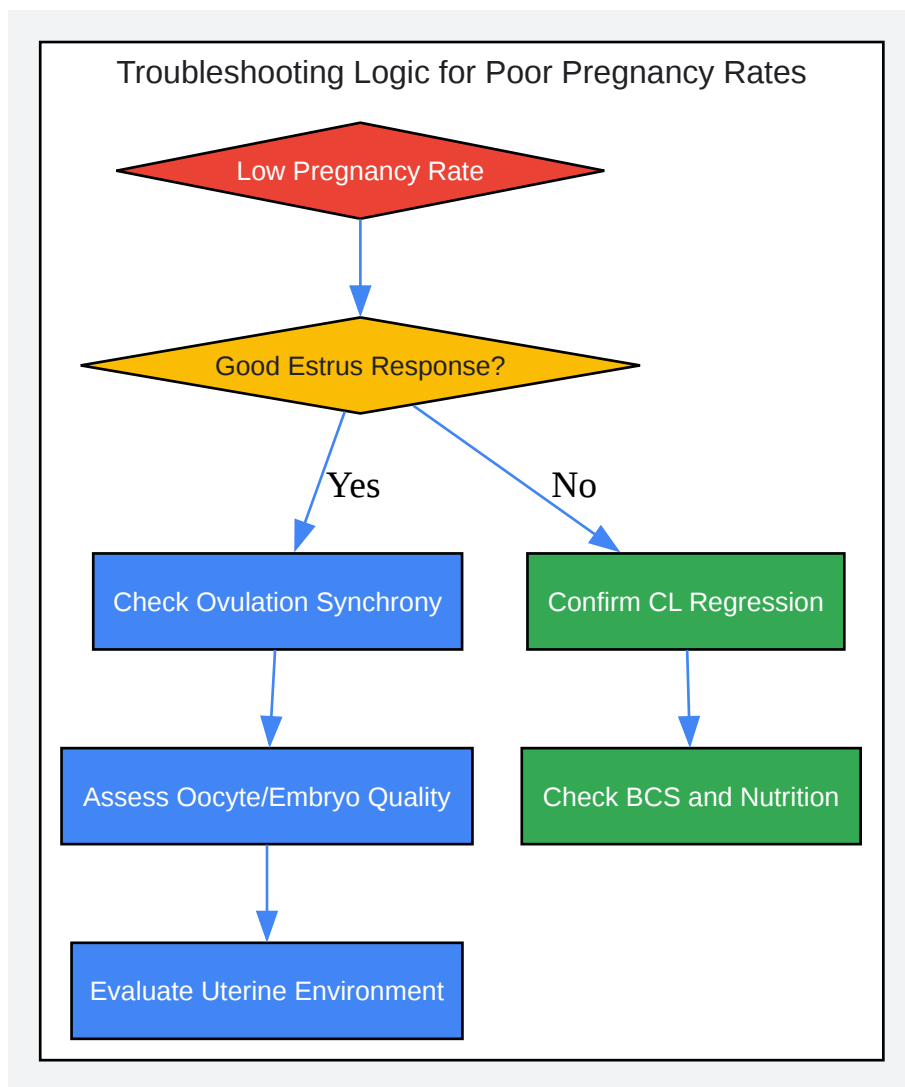 Troubleshooting Logic for Poor Pregnancy Rates
Low Pregnancy Rate
Good Estrus Response?
Yes
No
Check Ovulation Synchrony
Confirm CL Regression
Assess Oocyte/Embryo Quality
Check BCS and Nutrition
Evaluate Uterine Environment